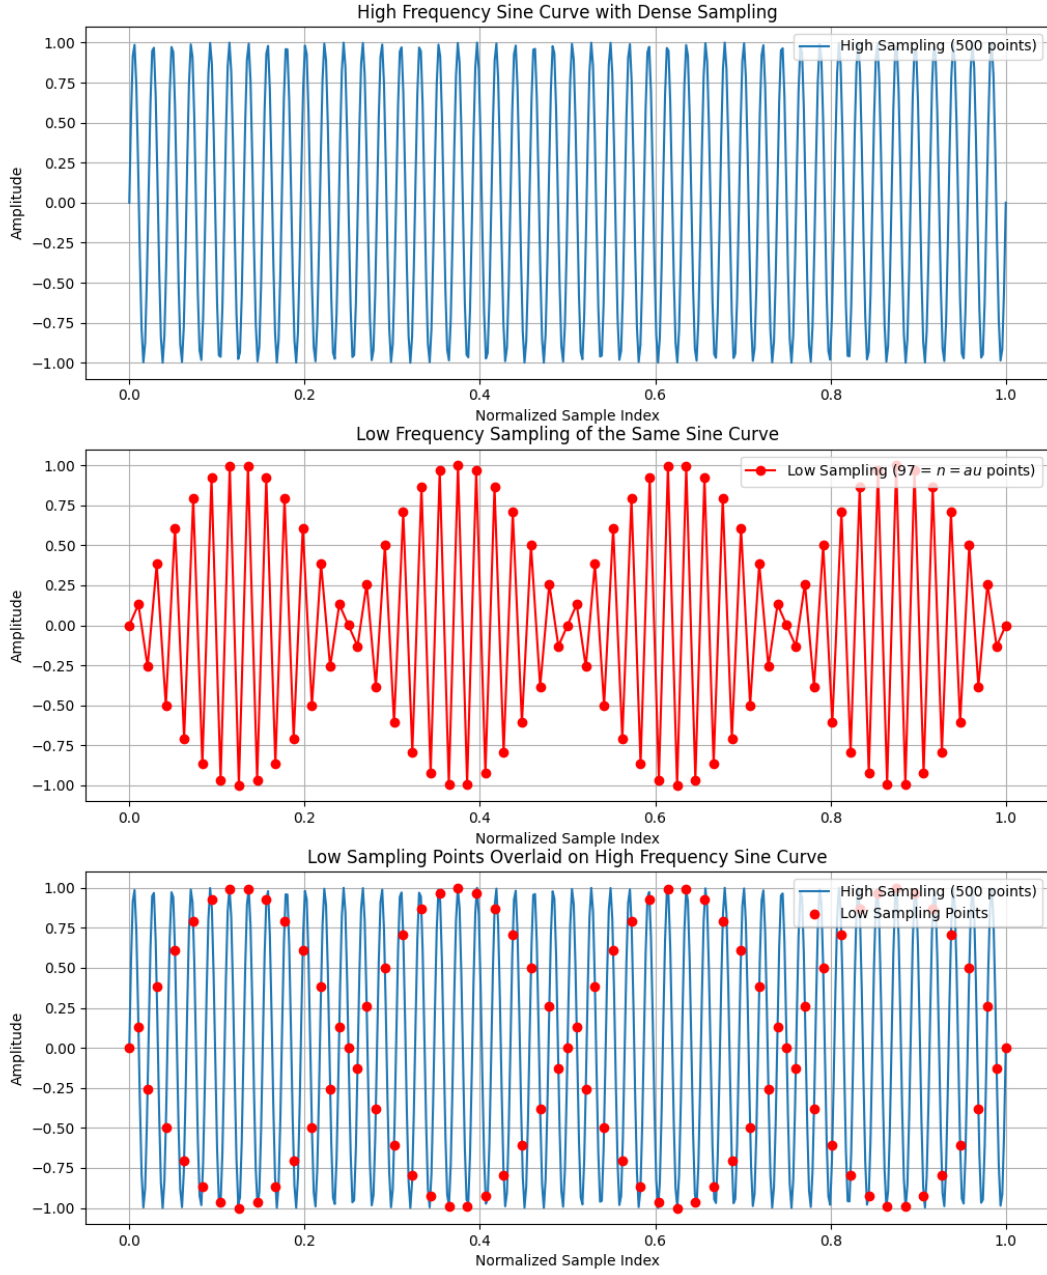 High Frequency Sine Curve with Dense Sampling
High Sampling (500 points)
1.00
0.75
0.50
0.25
0.00
−0.25
−0.50
−0.75
−1.00
Amplitude
0.0 0.2 0.4 0.6 0.8 1.0
Normalized Sample Index
Low Frequency Sampling of the Same Sine Curve
Low Sampling (97 = n = au points)
1.00
0.75
0.50
0.25
0.00
−0.25
−0.50
−0.75
−1.00
Amplitude
0.0 0.2 0.4 0.6 0.8 1.0
Normalized Sample Index
Low Sampling Points Overlaid on High Frequency Sine Curve
High Sampling (500 points)
Low Sampling Points
1.00
0.75
0.50
0.25
0.00
−0.25
−0.50
−0.75
−1.00
Amplitude
0.0 0.2 0.4 0.6 0.8 1.0
Normalized Sample Index